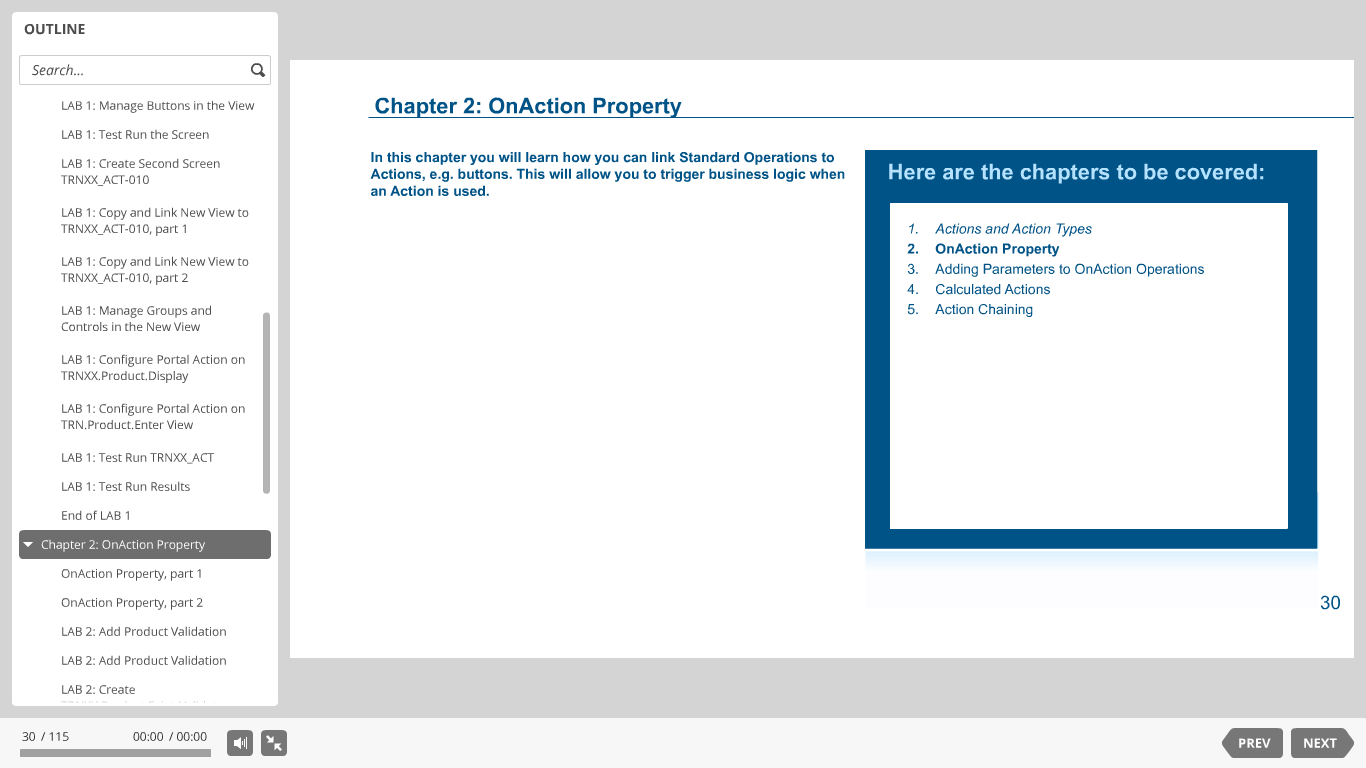 OUTLINE
Search...
LAB 1: Manage Buttons in the View
LAB 1: Test Run the Screen
LAB 1: Create Second Screen
TRNXX_ACT-010
LAB 1: Copy and Link New View to
TRNXX_ACT-010, part 1
LAB 1: Copy and Link New View to
TRNXX_ACT-010, part 2
LAB 1: Manage Groups and
Controls in the New View
LAB 1: Configure Portal Action on
TRNXX.Product.Display
LAB 1: Configure Portal Action on
TRN.Product.Enter View
LAB 1: Test Run TRNXX_ACT
LAB 1: Test Run Results
End of LAB 1
Chapter 2: OnAction Property
OnAction Property, part 1
OnAction Property, part 2
LAB 2: Add Product Validation
LAB 2: Add Product Validation
LAB 2: Create
Chapter 2: OnAction Property
In this chapter you will learn how you can link Standard Operations to
Actions, e.g. buttons. This will allow you to trigger business logic when
an Action is used.
Here are the chapters to be covered:
1. Actions and Action Types
2. OnAction Property
3. Adding Parameters to OnAction Operations
4. Calculated Actions
5. Action Chaining
30
30 / 115
00:00 / 00:00
PREV
NEXT